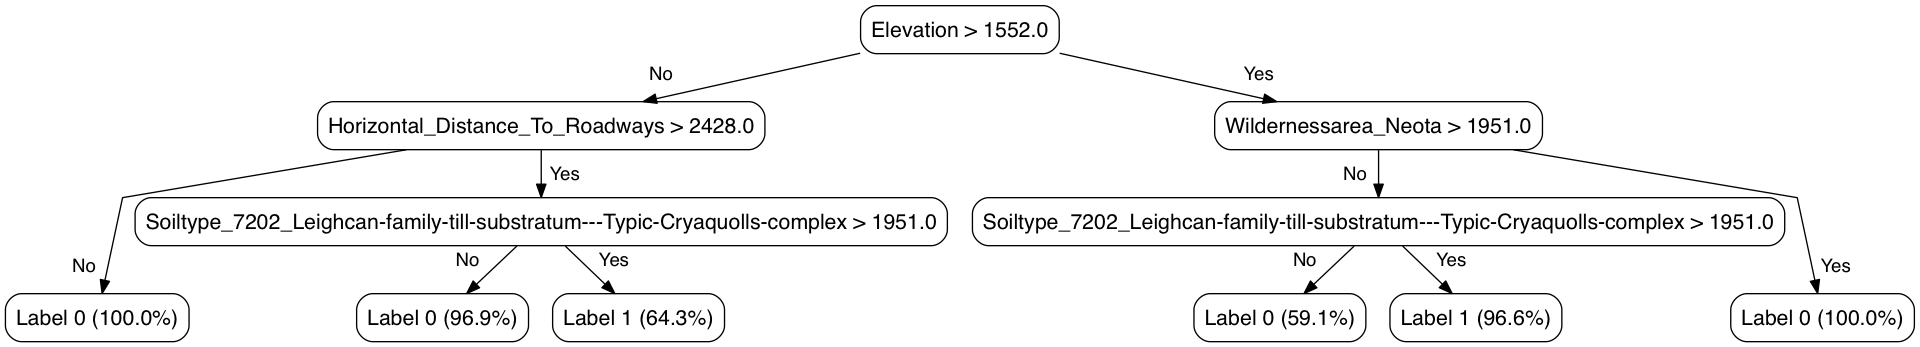 Elevation > 1552.0
No
Yes
Horizontal_Distance_To_Roadways > 2428.0
Wildernessarea_Neota > 1951.0
Yes
No
Soiltype_7202_Leighcan-family-till-substratum---Typic-Cryaquolls-complex > 1951.0
Soiltype_7202_Leighcan-family-till-substratum---Typic-Cryaquolls-complex > 1951.0
No
No
Yes
No
Yes
Yes
Label 0 (100.0%)
Label 0 (96.9%)
Label 1 (64.3%)
Label 0 (59.1%)
Label 1 (96.6%)
Label 0 (100.0%)